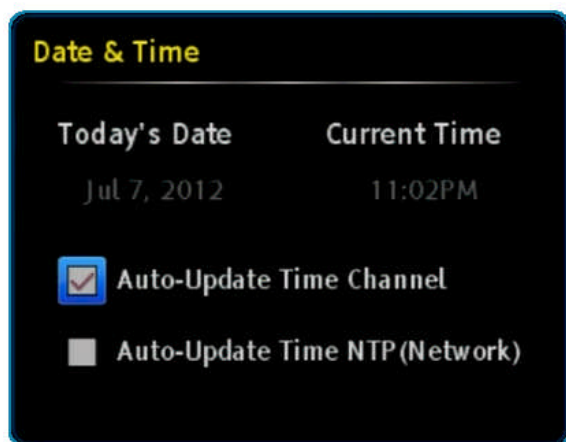 Date & Time
Today's Date Current Time
Jul 7, 2012 11:02PM
Auto-Update Time Channel
Auto-Update Time NTP(Network)